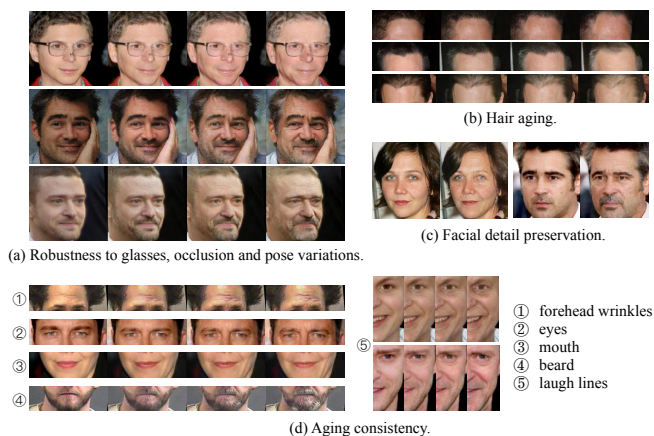 (a) Robustness to glasses, occlusion and pose variations.
(b) Hair aging.
(c) Facial detail preservation.
①
②
③
④
⑤
① forehead wrinkles
② eyes
③ mouth
④ beard
⑤ laugh lines
(d) Aging consistency.